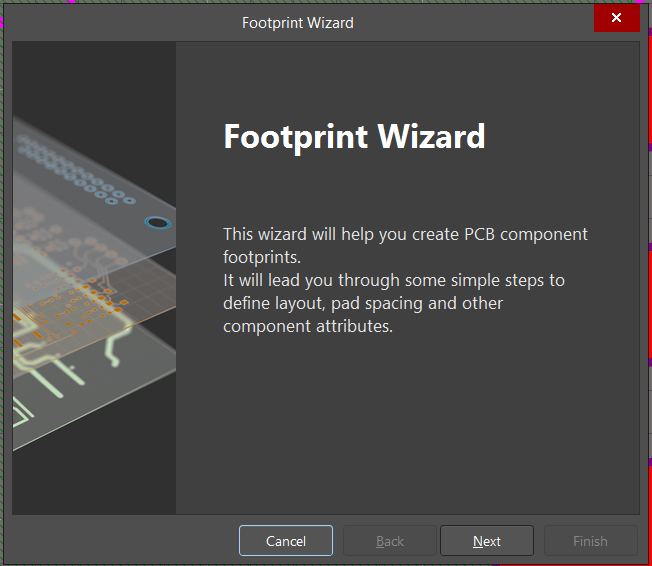 Footprint Wizard
Footprint Wizard
This wizard will help you create PCB component
footprints.
It will lead you through some simple steps to
define layout, pad spacing and other
component attributes.
Cancel
Back
Next
Finish